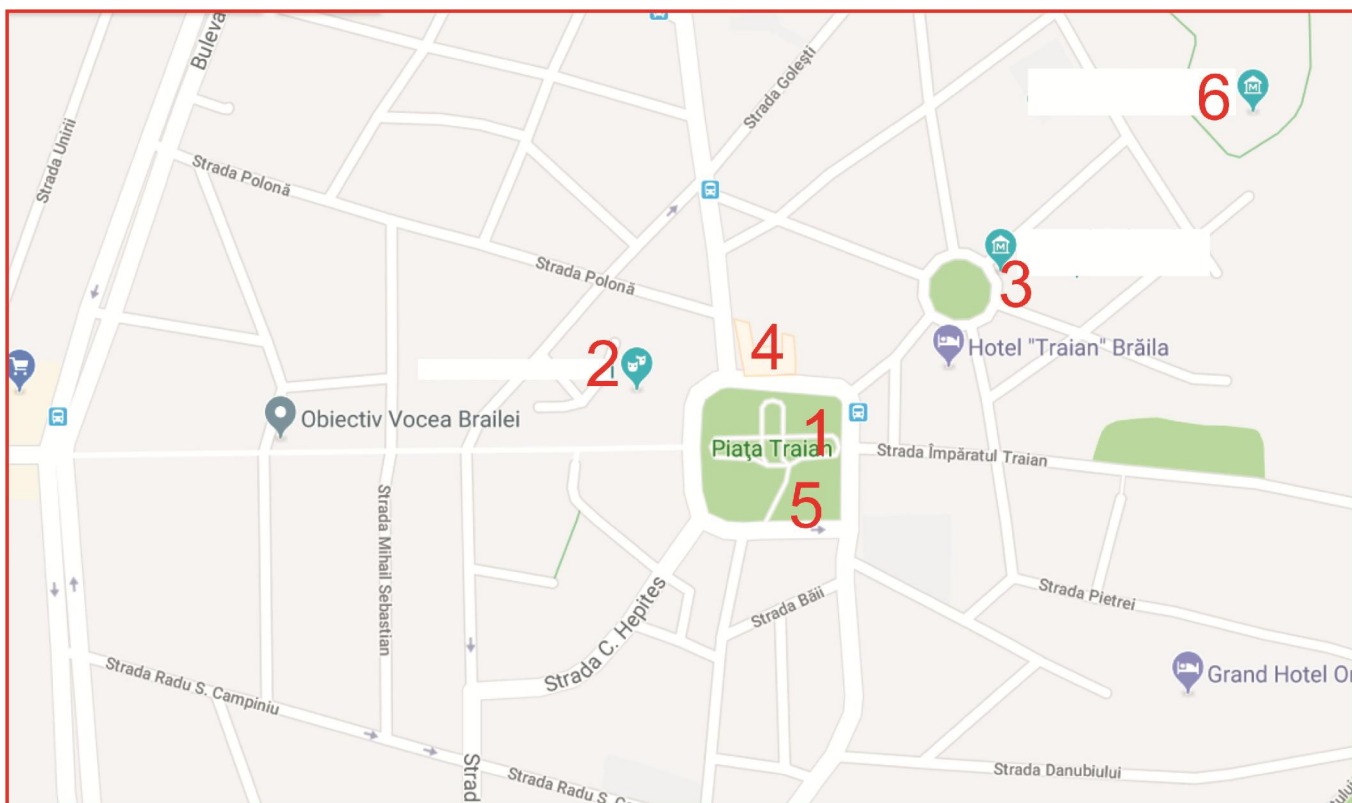 Buleva
Strada Golești
6
Strada Unirii
Strada Polonă
3
Strada Polonă
4
Hotel "Traian" Brăila
2
Obiectiv Vocea Brailei
1
Piaţa Traian
Strada Împăratul Traian
5
Strada Mihail Sebastian
Strada Băii
Strada Pietrei
Strada C. Hepites
Strada Radu S. Campiniu
Grand Hotel Or
Strada Danubiului
Strad
Strada Radu S. C